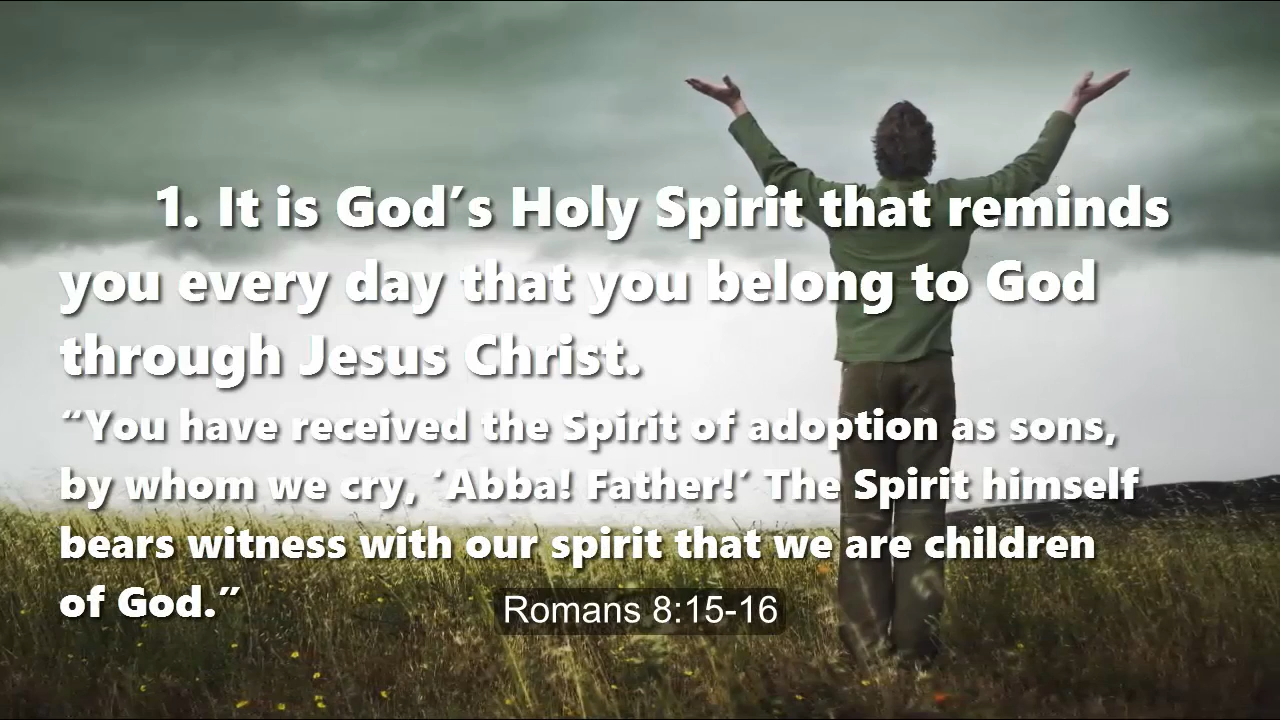 1. It is God′s Holy Spirit that reminds
you every day that you belong to God
through Jesus Christ.
“You have received the Spirit of adoption as sons,
by whom we cry, ‘Abba! Father!′ The Spirit himself
bears witness with our spirit that we are children
of God.″
Romans 8:15-16